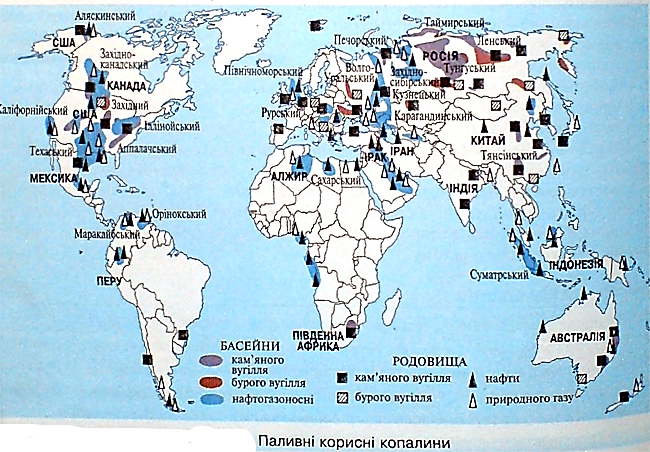 Аляскинський
США
Західно-
канадський
КАНАДА
Каліфорнійський
США
Західний
Іллінойський
Техаський
Аппалачський
МЕКСИКА
Орінокський
Маракайбський
ПЕРУ
Північноморський
Рурський
АЛЖИР
Сахарський
ПІВДЕННА
АФРИКА
Таймирський
Печорський
РОСІЯ
Ленський
Волго-
Уральський
Західно-
сибірський
Тунгуський
Кузнецький
Карагандинський
ІРАК
ІРАН
КИТАЙ
Тянсінський
ІНДІЯ
Суматрський
ІНДОНЕЗІЯ
АВСТРАЛІЯ
БАСЕЙНИ
кам'яного
вугілля
бурого вугілля
нафтогазоносні
РОДОВИЩА
кам'яного вугілля
нафти
бурого вугілля
природного газу
Паливні корисні копалини